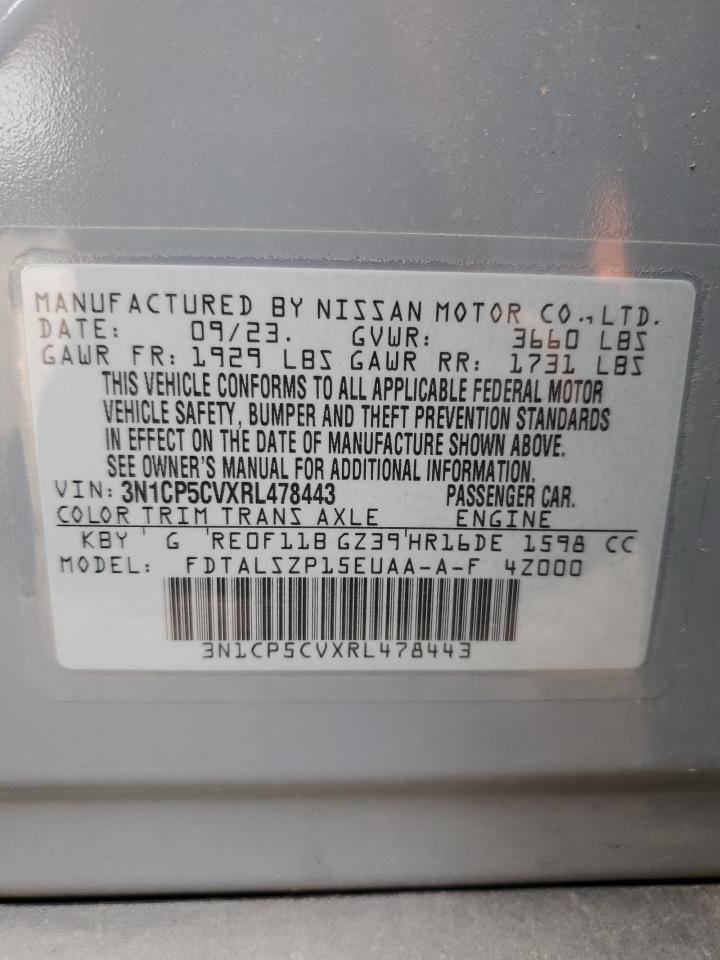 MANUFACTURED BY NISSAN MOTOR CO.,LTD.
DATE: 09/23. GVWR: 3660 LBS
GAWR FR: 1929 LBS GAWR RR: 1731 LBS
THIS VEHICLE CONFORMS TO ALL APPLICABLE FEDERAL MOTOR
VEHICLE SAFETY, BUMPER AND THEFT PREVENTION STANDARDS
IN EFFECT ON THE DATE OF MANUFACTURE SHOWN ABOVE.
SEE OWNER'S MANUAL FOR ADDITIONAL INFORMATION.
VIN: 3N1CP5CVXRL478443 PASSENGER CAR.
COLOR TRIM TRANS AXLE ENGINE
KBY G RE0F11B GZ39 HR16DE 1598 CC
MODEL: FDTALSZP15EUAA-A-F 4Z000
3N1CP5CVXRL478443